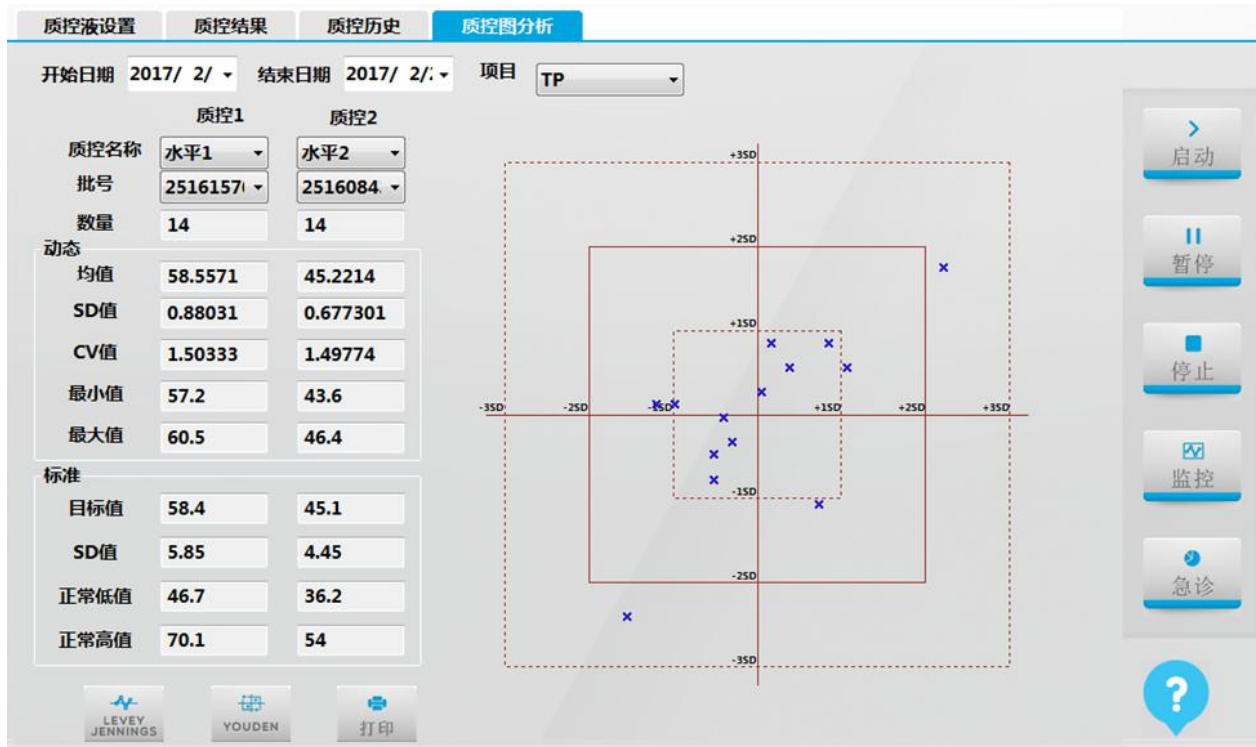 质控液设置 质控结果 质控历史 质控图分析
开始日期 2017/ 2/ 结束日期 2017/ 2/ 项目 TP
质控1 质控2
质控名称 水平1 水平2
批号 2516157 2516084
数量 14 14
动态
均值 58.5571 45.2214
SD值 0.88031 0.677301
CV值 1.50333 1.49774
最小值 57.2 43.6
最大值 60.5 46.4
标准
目标值 58.4 45.1
SD值 5.85 4.45
正常低值 46.7 36.2
正常高值 70.1 54
LEVEY
JENNINGS
YOUDEN
打印
+3SD
+2SD
+1SD
-3SD -2SD -1SD +1SD +2SD +3SD
-1SD
-2SD
-3SD
启动
暂停
停止
监控
急诊
?